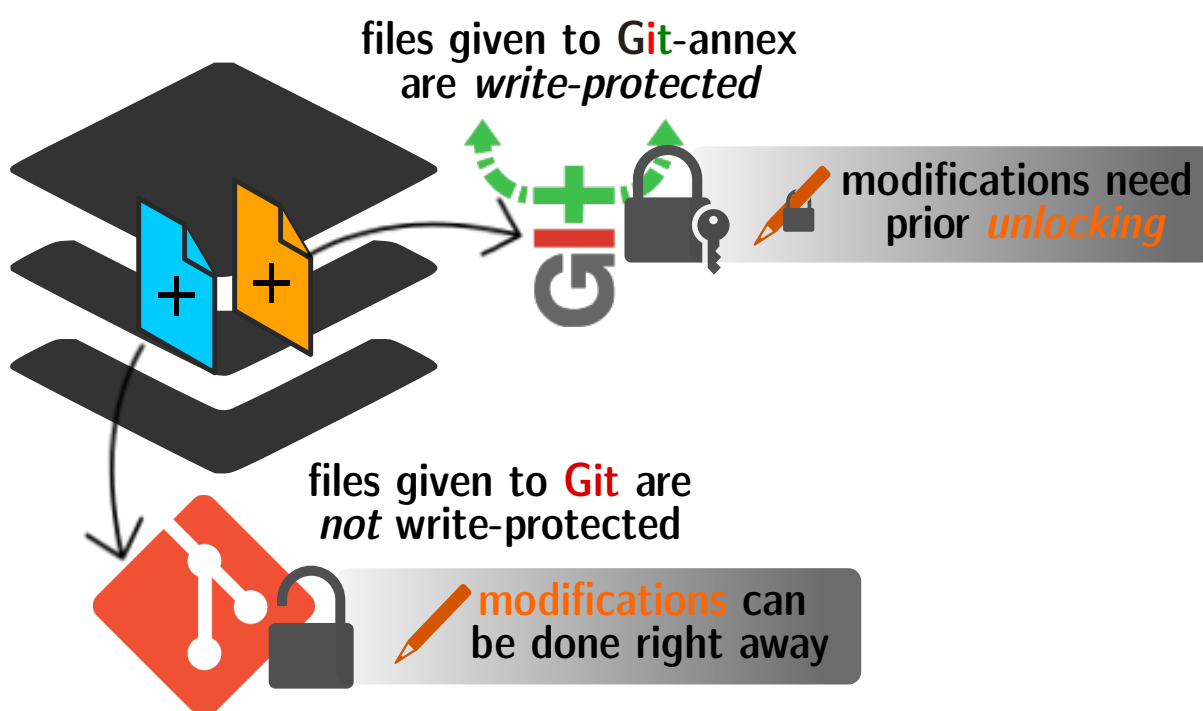 files given to Git-annex
are write-protected
GIt
modifications need
prior unlocking
files given to Git are
not write-protected
modifications can
be done right away